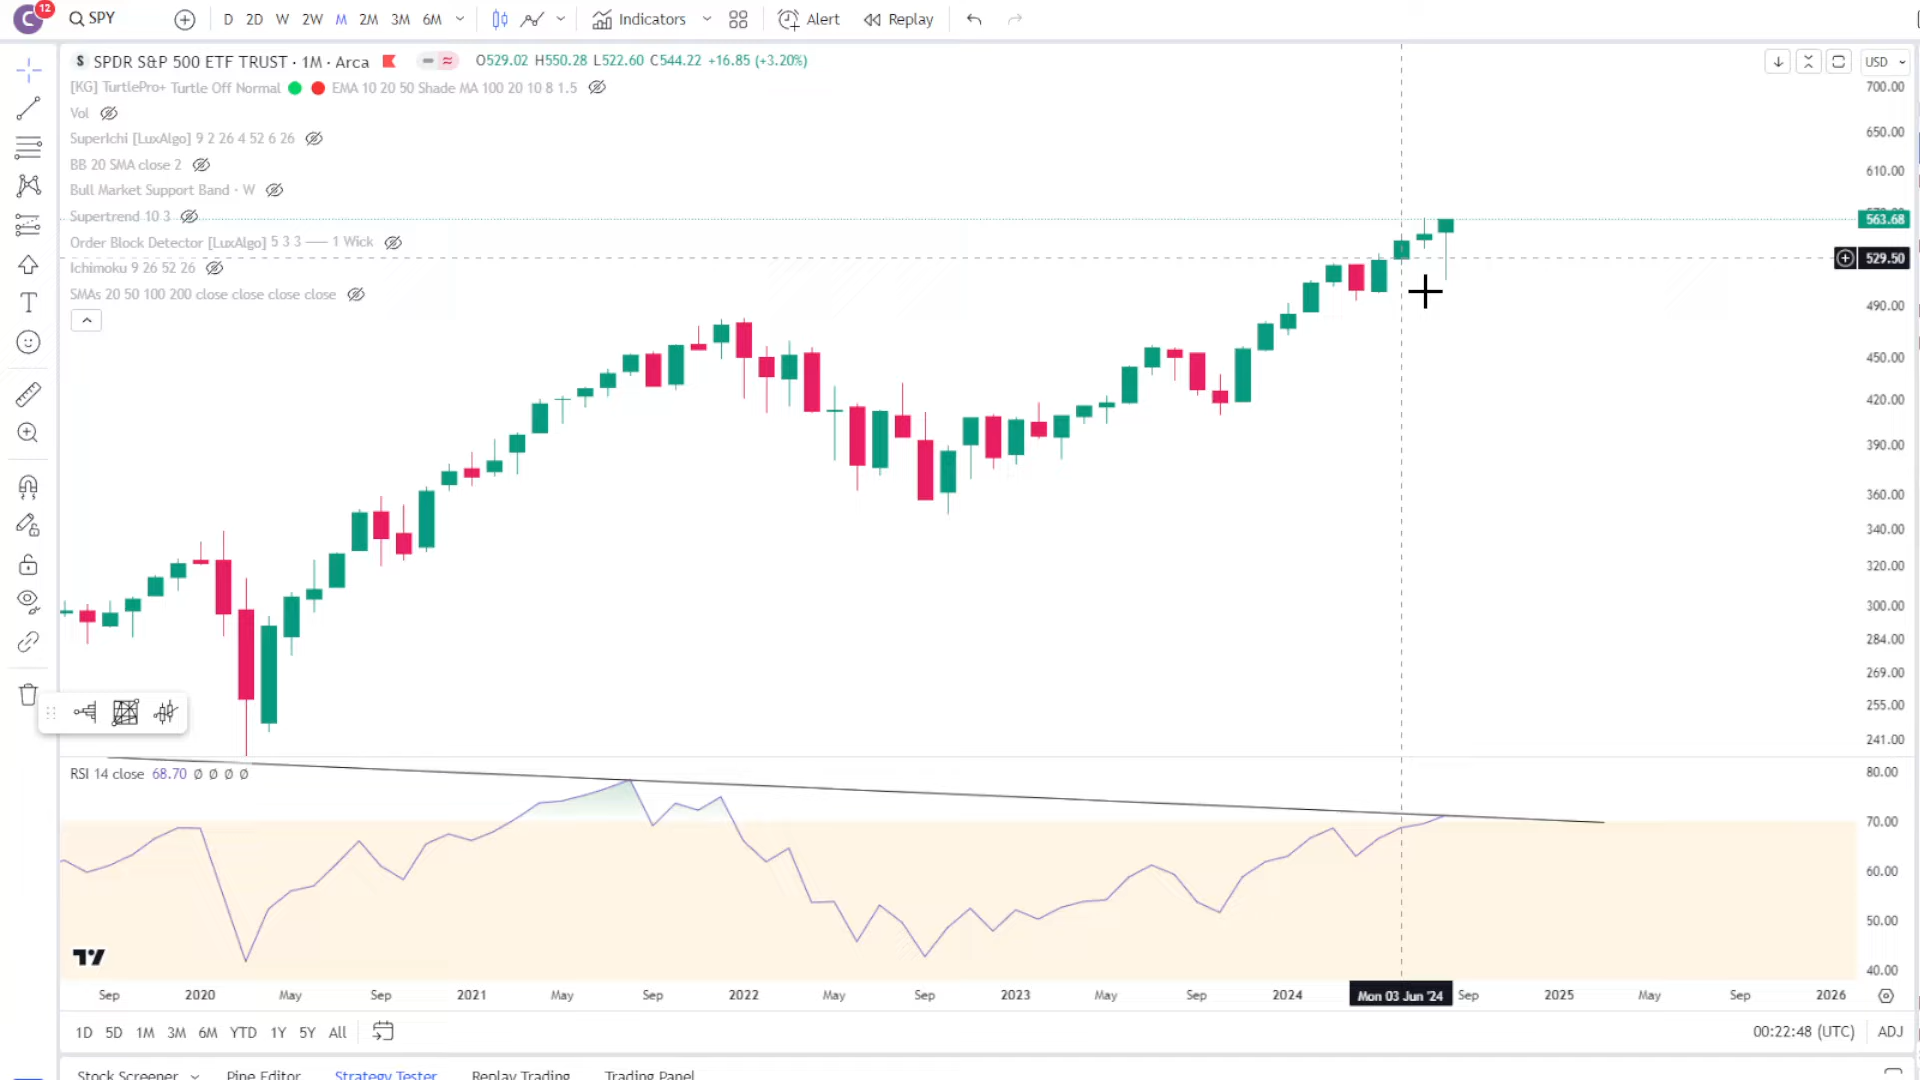 C 12 SPY D 2D W 2W M 2M 3M 6M Indicators Alert Replay
S SPDR S&P 500 ETF TRUST · 1M · Arca O529.02 H550.28 L522.60 C544.22 +16.85 (+3.20%) USD
[KG] TurtlePro+ Turtle Off Normal EMA 10 20 50 Shade MA 100 20 10 8 1.5
Vol
SuperIchi [LuxAlgo] 9 2 26 4 52 6 26
BB 20 SMA close 2
Bull Market Support Band · W
Supertrend 10 3
Order Block Detector [LuxAlgo] 5 3 3 —— 1 Wick
Ichimoku 9 26 52 26
SMAs 20 50 100 200 close close close close
700.00
650.00
610.00
563.68
529.50
490.00
450.00
420.00
390.00
360.00
340.00
320.00
300.00
284.00
269.00
255.00
241.00
RSI 14 close 68.70 Ø Ø Ø Ø
80.00
70.00
60.00
50.00
40.00
Sep 2020 May Sep 2021 May Sep 2022 May Sep 2023 May Sep 2024 Mon 03 Jun '24 Sep 2025 May Sep 2026
1D 5D 1M 3M 6M YTD 1Y 5Y All 00:22:48 (UTC) ADJ
Stock Screener Pine Editor Strategy Tester Replay Trading Trading Panel